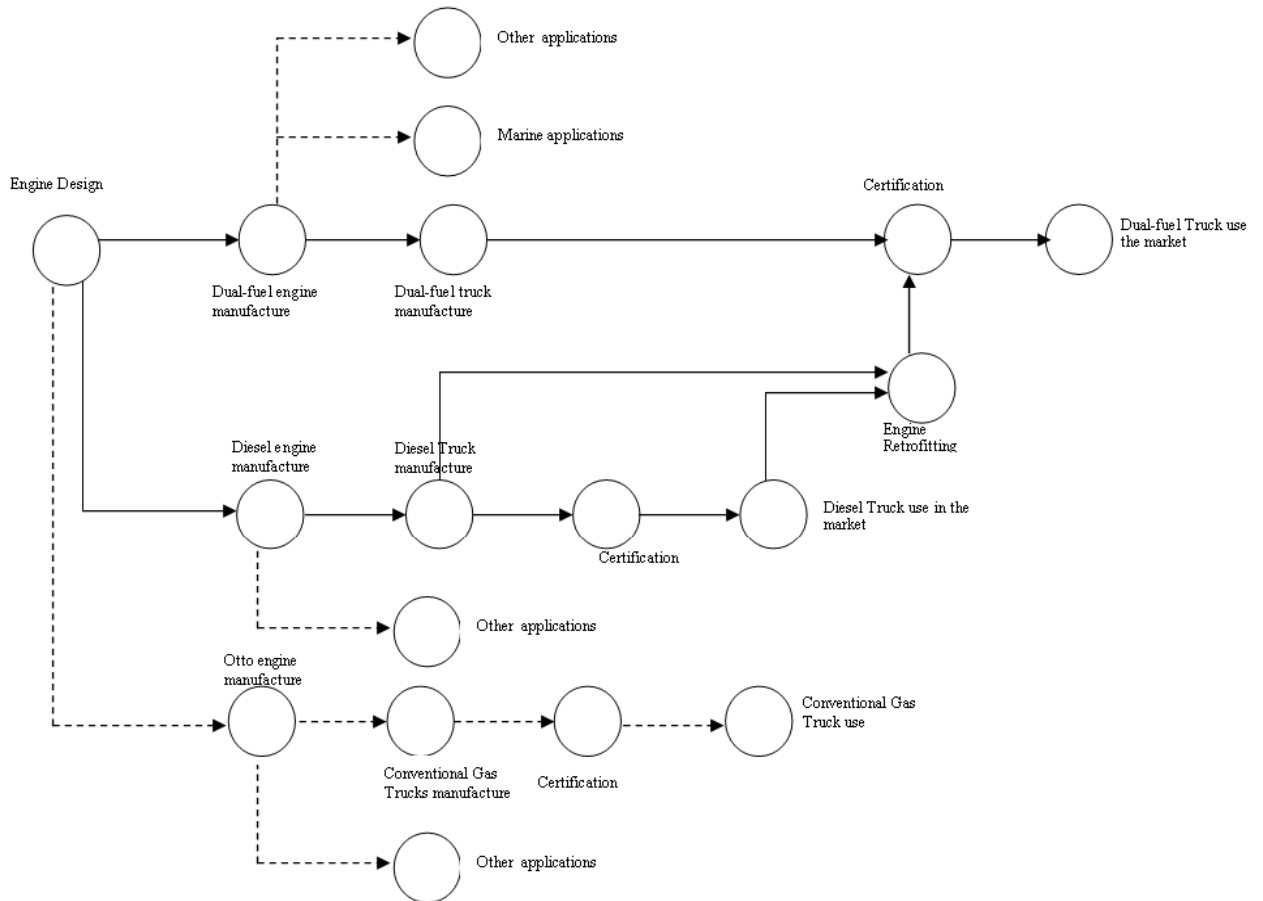 Other applications
Marine applications
Engine Design
Certification
Dual-fuel Truck use
the market
Dual-fuel engine
manufacture
Dual-fuel truck
manufacture
Engine
Retrofitting
Diesel engine
manufacture
Diesel Truck
manufacture
Diesel Truck use in the
market
Certification
Other applications
Otto engine
manufacture
Conventional Gas
Truck use
Conventional Gas
Trucks manufacture
Certification
Other applications